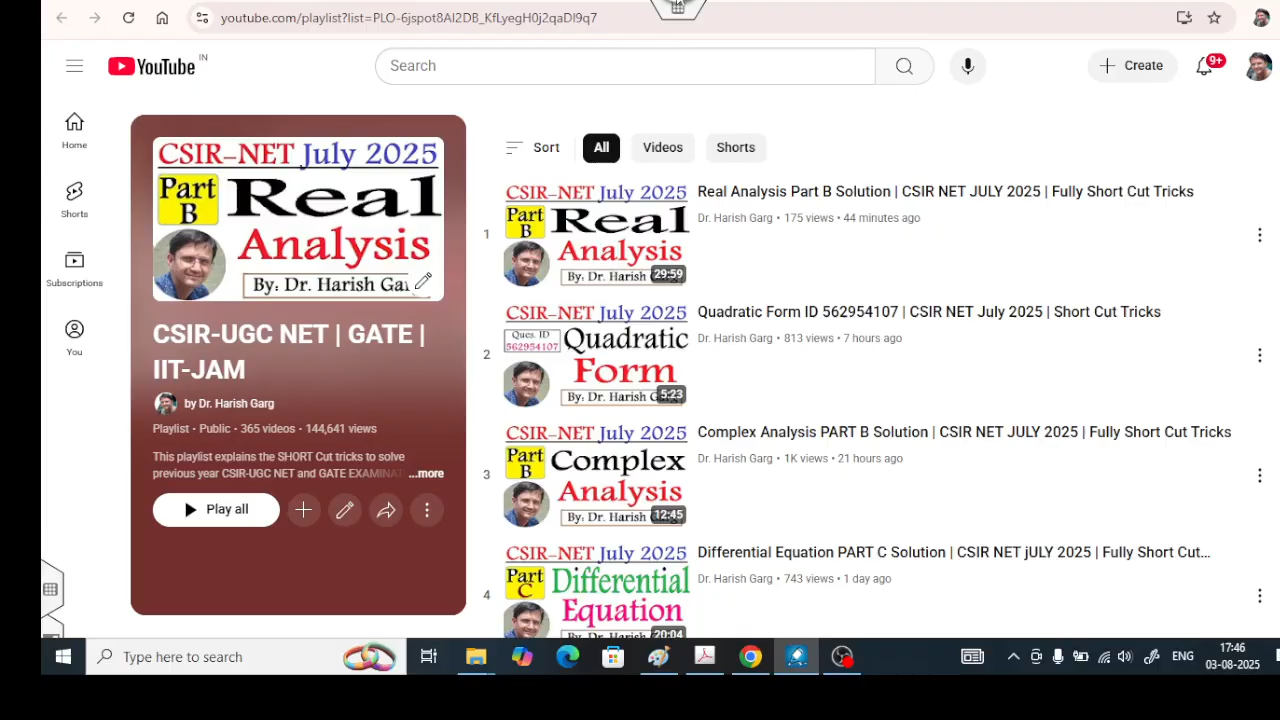 youtube.com/playlist?list=PLO-6jspot8Al2DB_KfLyegH0j2qaDl9q7
YouTube IN
Search
Create
9+
Home
Shorts
Subscriptions
You
CSIR-NET July 2025
Part B
Real
Analysis
By: Dr. Harish Gar
CSIR-UGC NET | GATE |
IIT-JAM
by Dr. Harish Garg
Playlist • Public • 365 videos • 144,641 views
This playlist explains the SHORT Cut tricks to solve
previous year CSIR-UGC NET and GATE EXAMINAT ...more
Play all
Sort
All
Videos
Shorts
1
CSIR-NET July 2025
Part B
Real
Analysis
By: Dr. Harish
29:59
Real Analysis Part B Solution | CSIR NET JULY 2025 | Fully Short Cut Tricks
Dr. Harish Garg • 175 views • 44 minutes ago
2
CSIR-NET July 2025
Ques. ID
562954107
Quadratic
Form
By: Dr. Harish
5:23
Quadratic Form ID 562954107 | CSIR NET July 2025 | Short Cut Tricks
Dr. Harish Garg • 813 views • 7 hours ago
3
CSIR-NET July 2025
Part B
Complex
Analysis
By: Dr. Harish
12:45
Complex Analysis PART B Solution | CSIR NET JULY 2025 | Fully Short Cut Tricks
Dr. Harish Garg • 1K views • 21 hours ago
4
CSIR-NET July 2025
Part C
Differential
Equation
By: Dr. Harish
20:04
Differential Equation PART C Solution | CSIR NET jULY 2025 | Fully Short Cut...
Dr. Harish Garg • 743 views • 1 day ago
Type here to search
ENG
17:46
03-08-2025